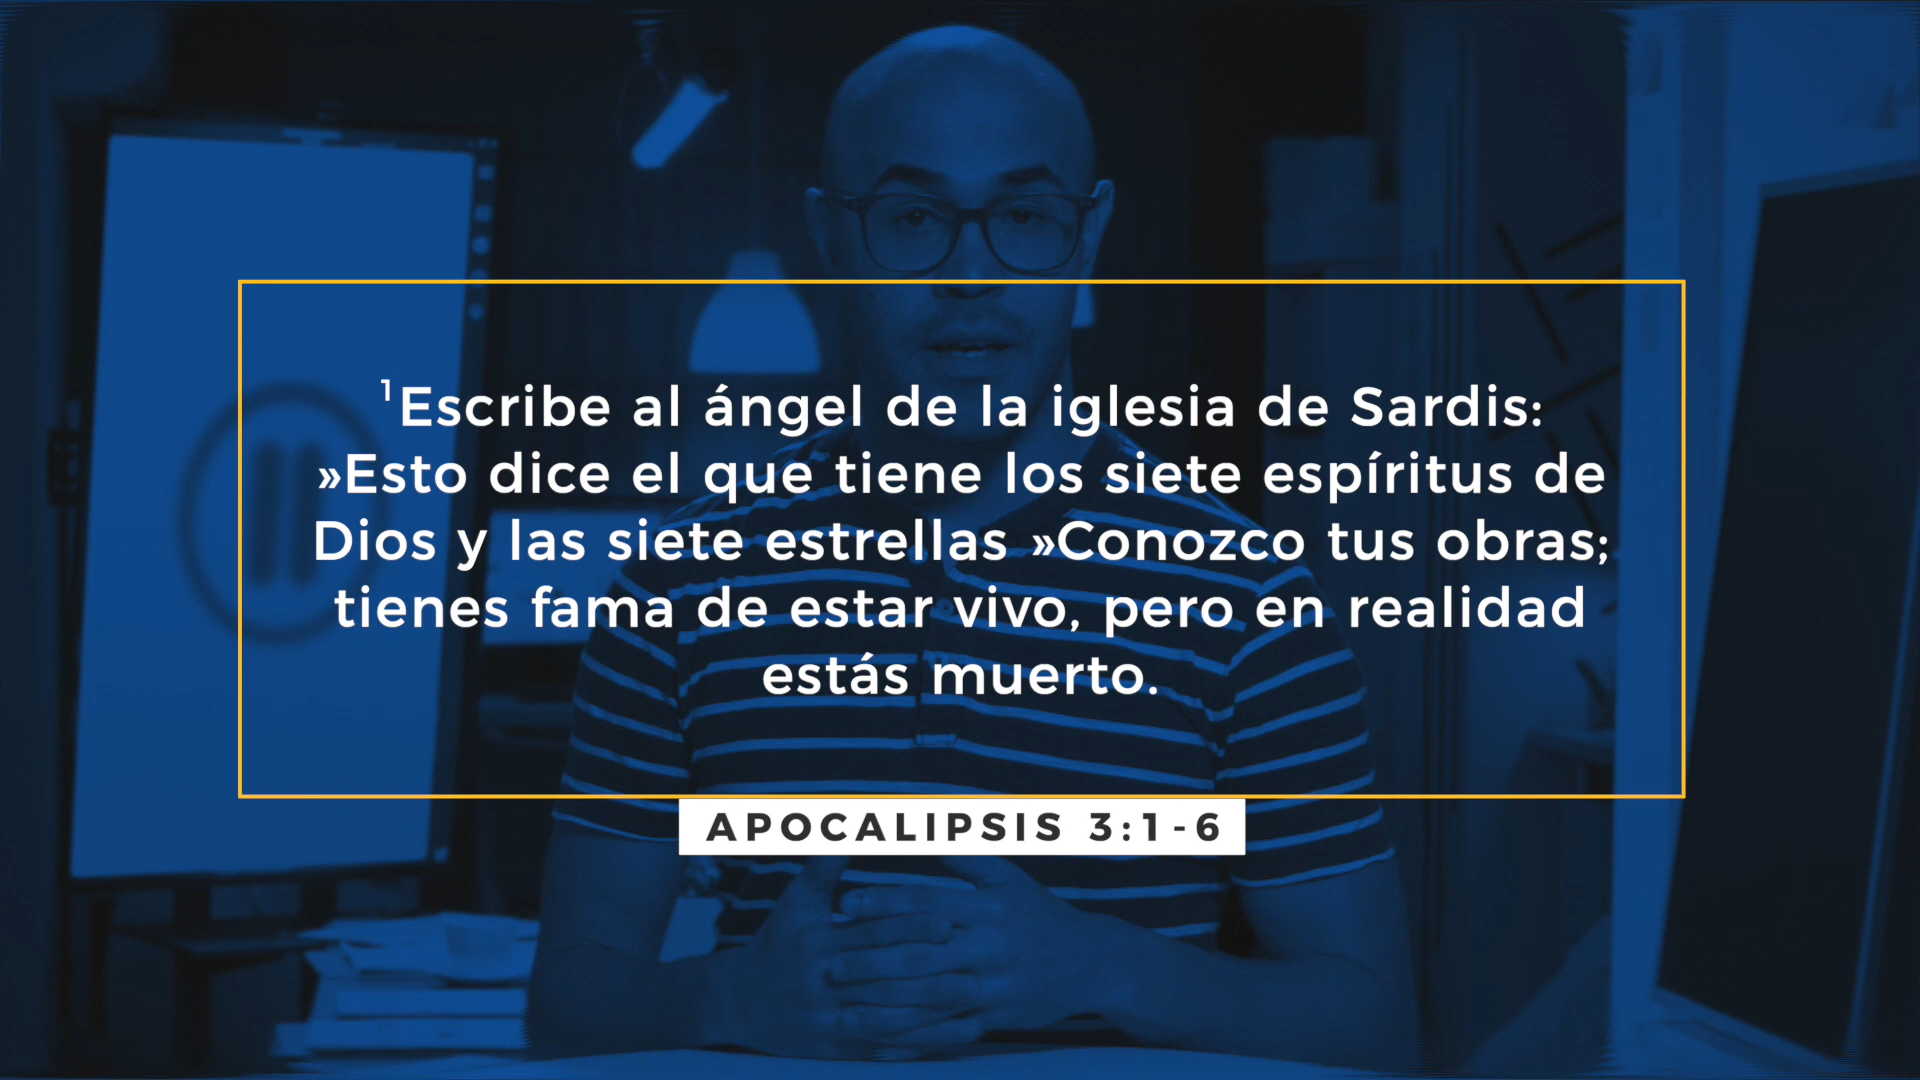 ¹Escribe al ángel de la iglesia de Sardis:
»Esto dice el que tiene los siete espíritus de
Dios y las siete estrellas »Conozco tus obras;
tienes fama de estar vivo, pero en realidad
estás muerto.
APOCALIPSIS 3:1-6